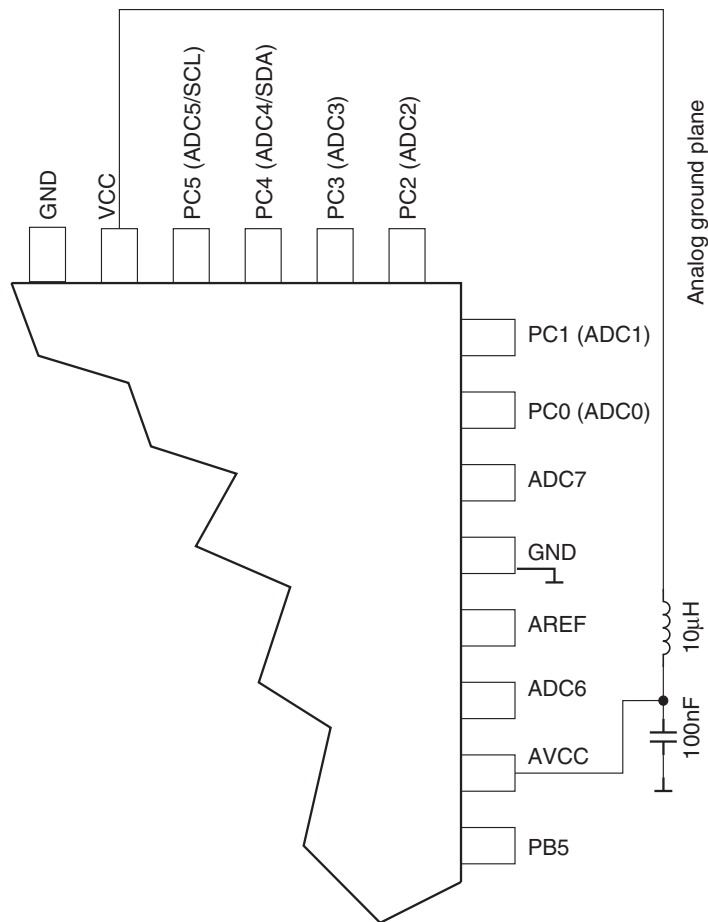 GND
VCC
PC5 (ADC5/SCL)
PC4 (ADC4/SDA)
PC3 (ADC3)
PC2 (ADC2)
Analog ground plane
PC1 (ADC1)
PC0 (ADC0)
ADC7
GND
AREF
10μH
ADC6
100nF
AVCC
PB5